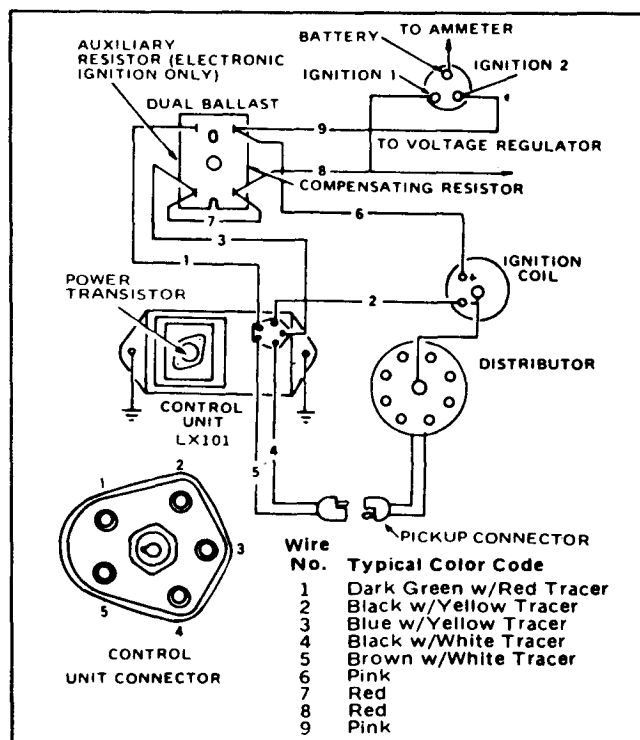 TO AMMETER
BATTERY
AUXILIARY
RESISTOR (ELECTRONIC
IGNITION ONLY)
IGNITION 1
IGNITION 2
DUAL BALLAST
9
TO VOLTAGE REGULATOR
8
COMPENSATING RESISTOR
7
6
3
1
IGNITION
COIL
+
POWER
TRANSISTOR
2
DISTRIBUTOR
CONTROL
UNIT
LX101
4
5
PICKUP CONNECTOR
1
2
3
4
5
CONTROL
UNIT CONNECTOR
Wire
No. Typical Color Code
1 Dark Green w/Red Tracer
2 Black w/Yellow Tracer
3 Blue w/Yellow Tracer
4 Black w/White Tracer
5 Brown w/White Tracer
6 Pink
7 Red
8 Red
9 Pink